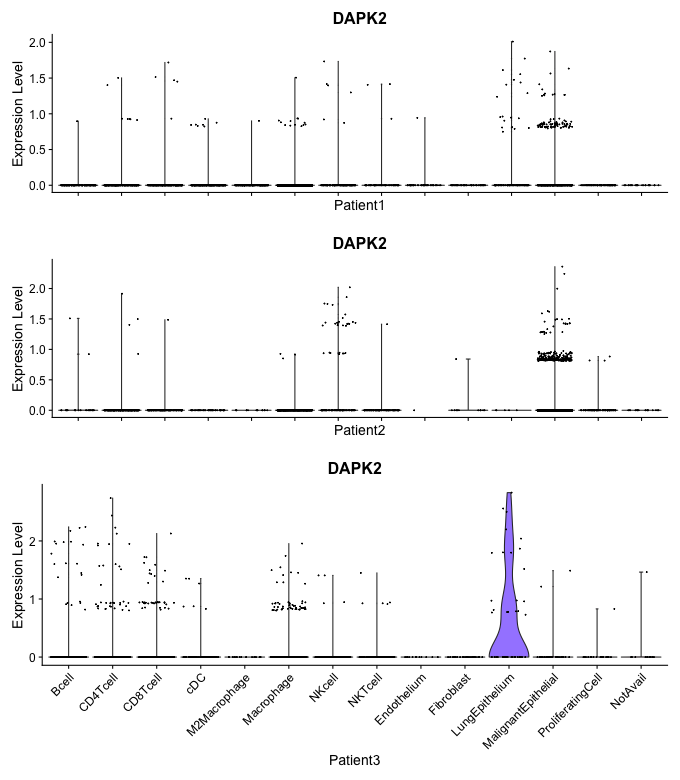 DAPK2
Expression Level
2.0
1.5
1.0
0.5
0.0
Patient1
DAPK2
Expression Level
2.0
1.5
1.0
0.5
0.0
Patient2
DAPK2
Expression Level
2
1
0
Bcell
CD4Tcell
CD8Tcell
cDC
M2Macrophage
Macrophage
NKcell
NKTcell
Endothelium
Fibroblast
LungEpithelium
MalignantEpithelial
ProliferatingCell
NotAvail
Patient3